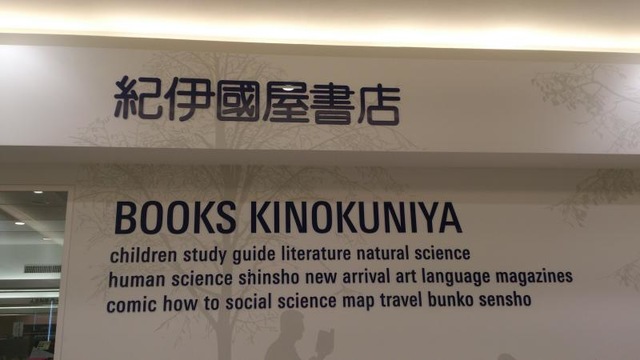 紀伊國屋書店
BOOKS KINOKUNIYA
children study guide literature natural science
human science shinsho new arrival art language magazines
comic how to social science map travel bunko sensho